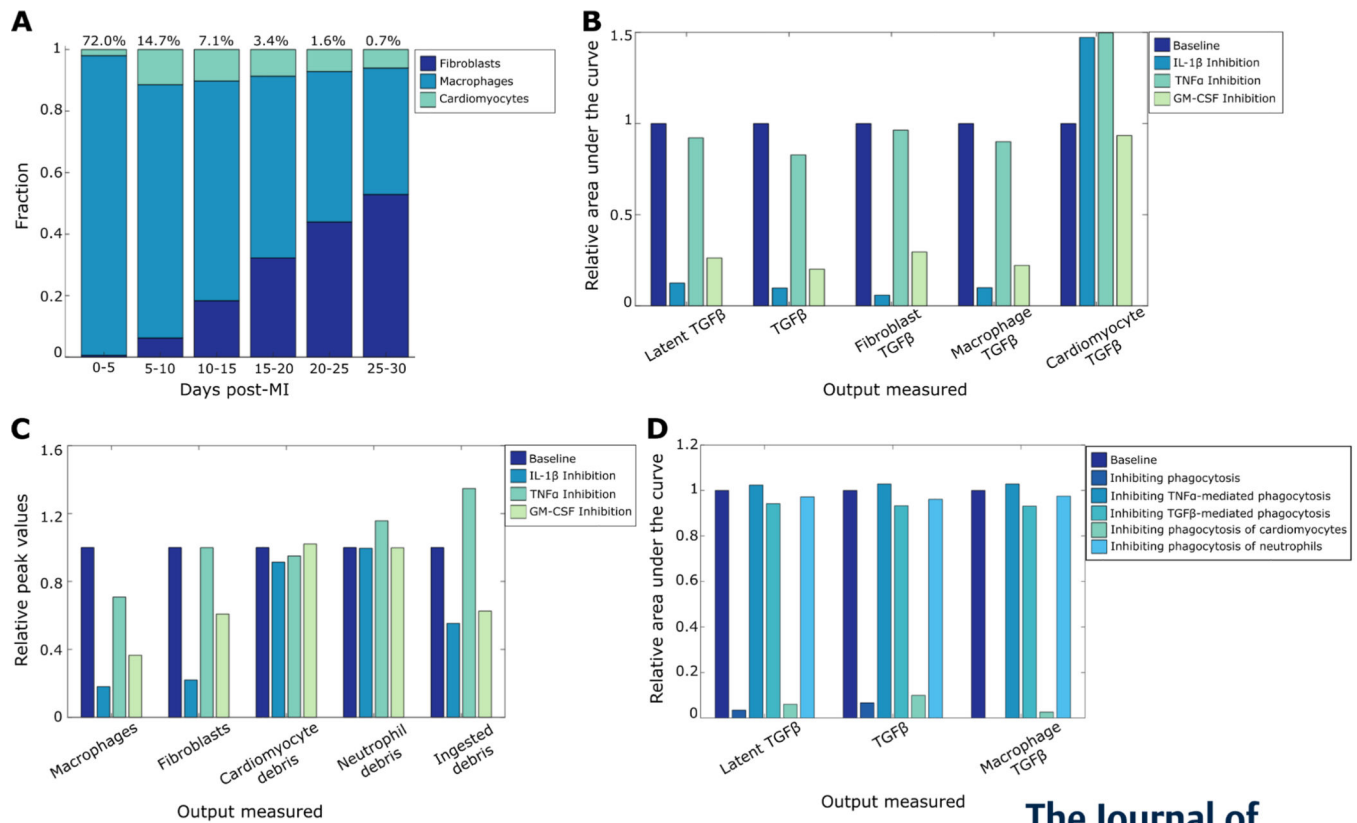 A
72.0% 14.7% 7.1% 3.4% 1.6% 0.7%
1
0.8
0.6
0.4
0.2
0
Fraction
0-5 5-10 10-15 15-20 20-25 25-30
Days post-MI
Fibroblasts
Macrophages
Cardiomyocytes
B
1.5
1
0.5
0
Relative area under the curve
Latent TGFβ
TGFβ
Fibroblast
TGFβ
Macrophage
TGFβ
Cardiomyocyte
TGFβ
Output measured
Baseline
IL-1β Inhibition
TNFα Inhibition
GM-CSF Inhibition
C
1.6
1.2
0.8
0.4
0
Relative peak values
Macrophages
Fibroblasts
Cardiomyocyte
debris
Neutrophil
debris
Ingested
debris
Output measured
Baseline
IL-1β Inhibition
TNFα Inhibition
GM-CSF Inhibition
D
1.2
1
0.8
0.6
0.4
0.2
0
Relative area under the curve
Latent TGFβ
TGFβ
Macrophage
TGFβ
Output measured
Baseline
Inhibiting phagocytosis
Inhibiting TNFα-mediated phagocytosis
Inhibiting TGFβ-mediated phagocytosis
Inhibiting phagocytosis of cardiomyocytes
Inhibiting phagocytosis of neutrophils
The Journal of